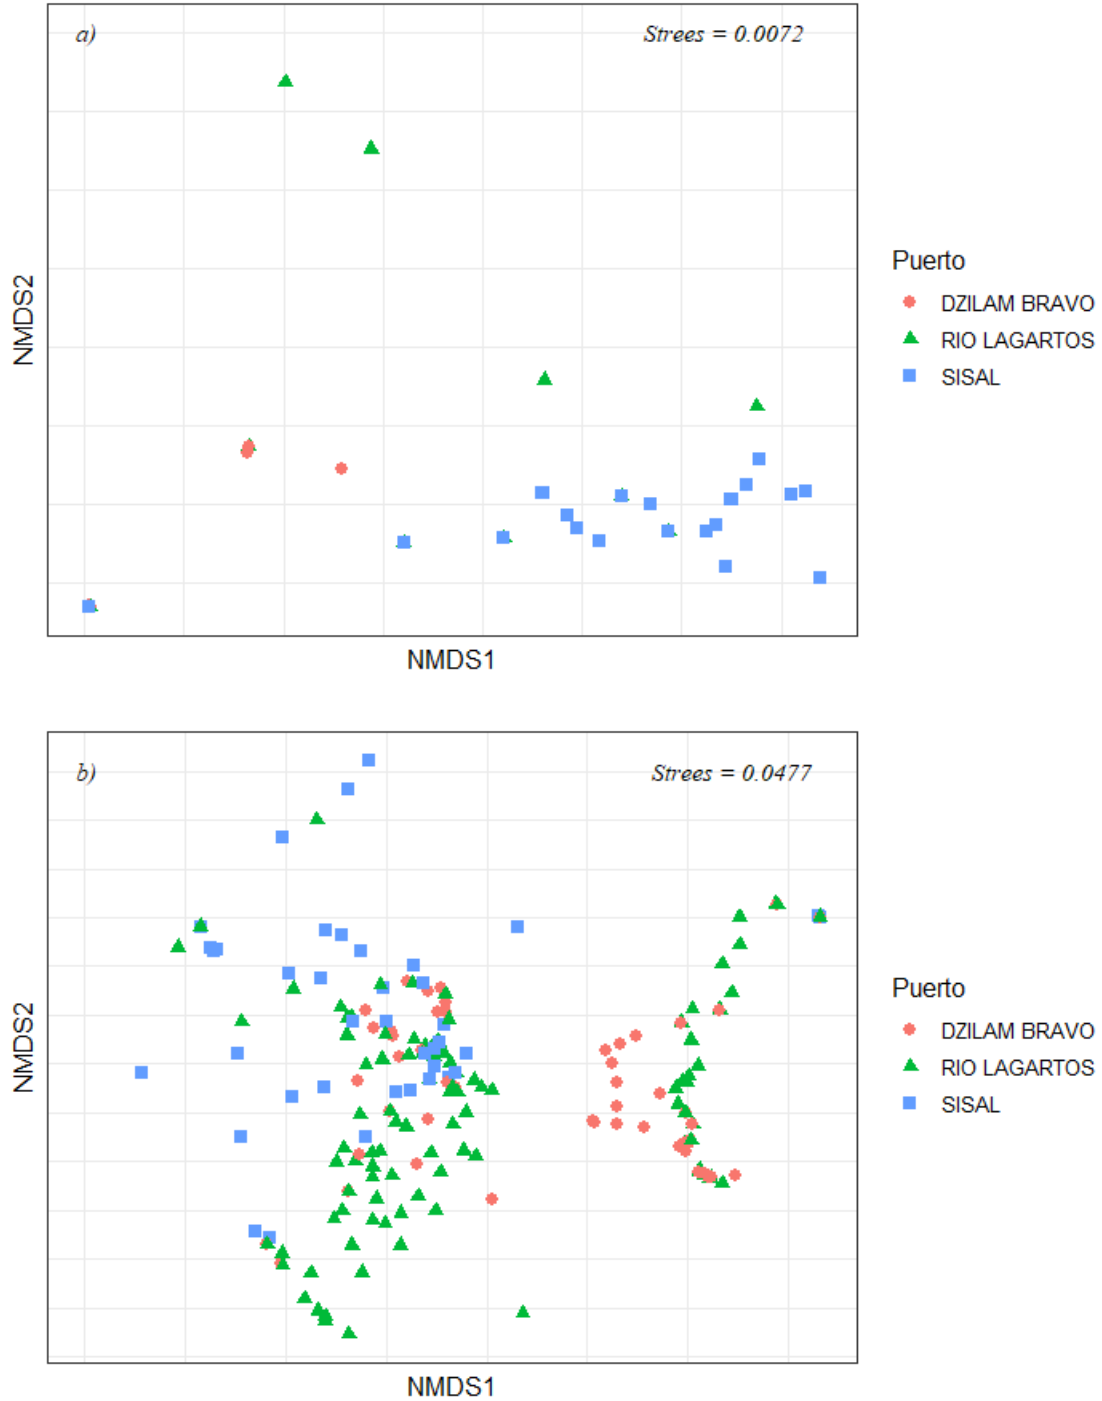 a)
Strees = 0.0072
NMDS2
NMDS1
Puerto
DZILAM BRAVO
RIO LAGARTOS
SISAL
b)
Strees = 0.0477
NMDS2
NMDS1
Puerto
DZILAM BRAVO
RIO LAGARTOS
SISAL